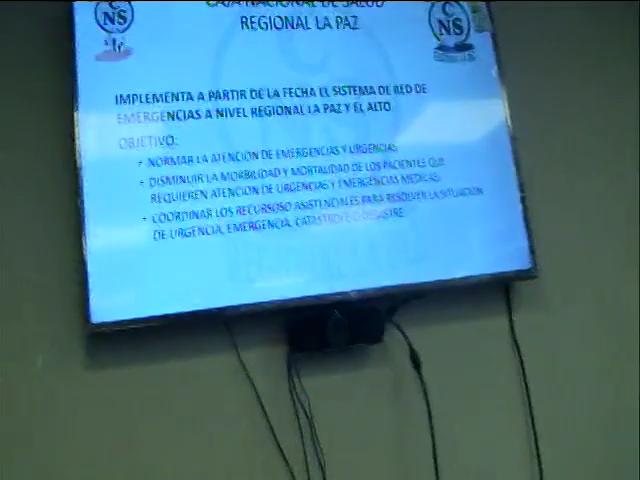 CAJA NACIONAL DE SALUD
REGIONAL LA PAZ
C
NS
C
NS
IMPLEMENTA A PARTIR DE LA FECHA EL SISTEMA DE RED DE
EMERGENCIAS A NIVEL REGIONAL LA PAZ Y EL ALTO
OBJETIVO:
• NORMAR LA ATENCIÓN DE EMERGENCIAS Y URGENCIAS
• DISMINUIR LA MORBILIDAD Y MORTALIDAD DE LOS PACIENTES QUE
REQUIEREN ATENCION DE URGENCIAS Y EMERGENCIAS MEDICAS.
• COORDINAR LOS RECURSOSO ASISTENCIALES PARA RESOLVER LA SITUACION
DE URGENCIA, EMERGENCIA, CATASTROFE O DESASTRE.